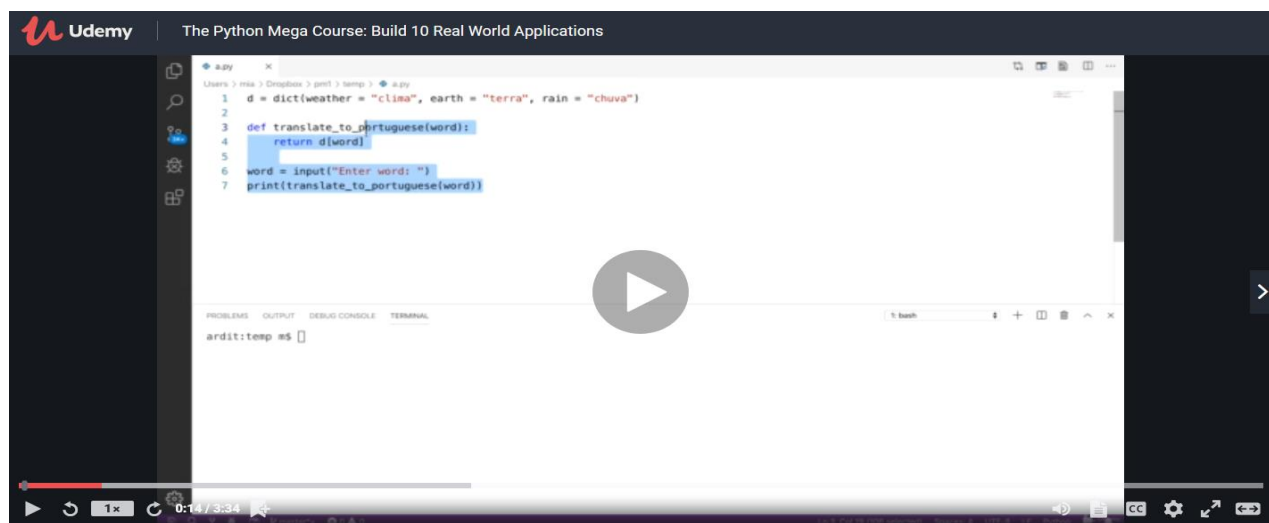 Udemy The Python Mega Course: Build 10 Real World Applications
a.py ×
Users > mia > Dropbox > pm1 > temp > a.py
1 d = dict(weather = "clima", earth = "terra", rain = "chuva")
2
3 def translate_to_portuguese(word):
4 return d[word]
5
6 word = input("Enter word: ")
7 print(translate_to_portuguese(word))
PROBLEMS OUTPUT DEBUG CONSOLE TERMINAL 1: bash
ardit:temp m$
1× 0:14 / 3:34 CC